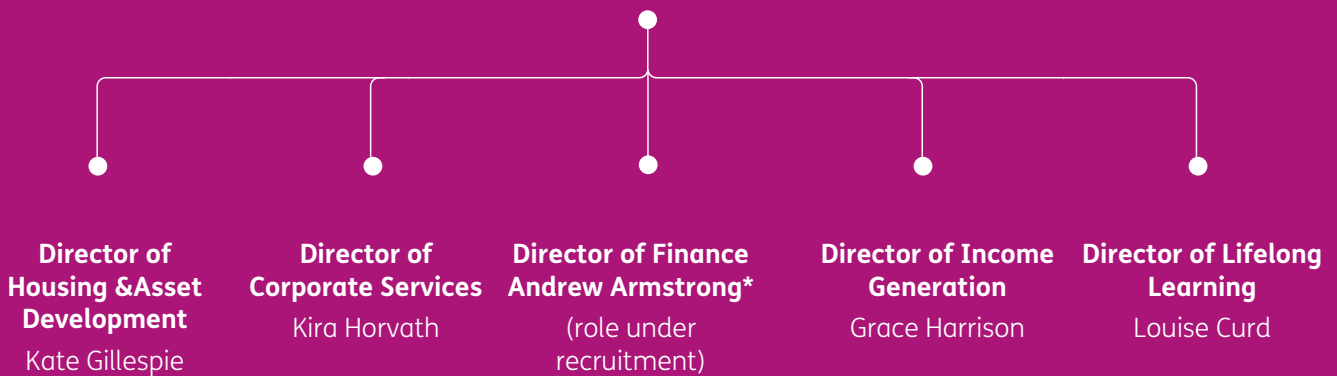 Director of
Housing &Asset
Development
Kate Gillespie
Director of
Corporate Services
Kira Horvath
Director of Finance
Andrew Armstrong*
(role under
recruitment)
Director of Income
Generation
Grace Harrison
Director of Lifelong
Learning
Louise Curd